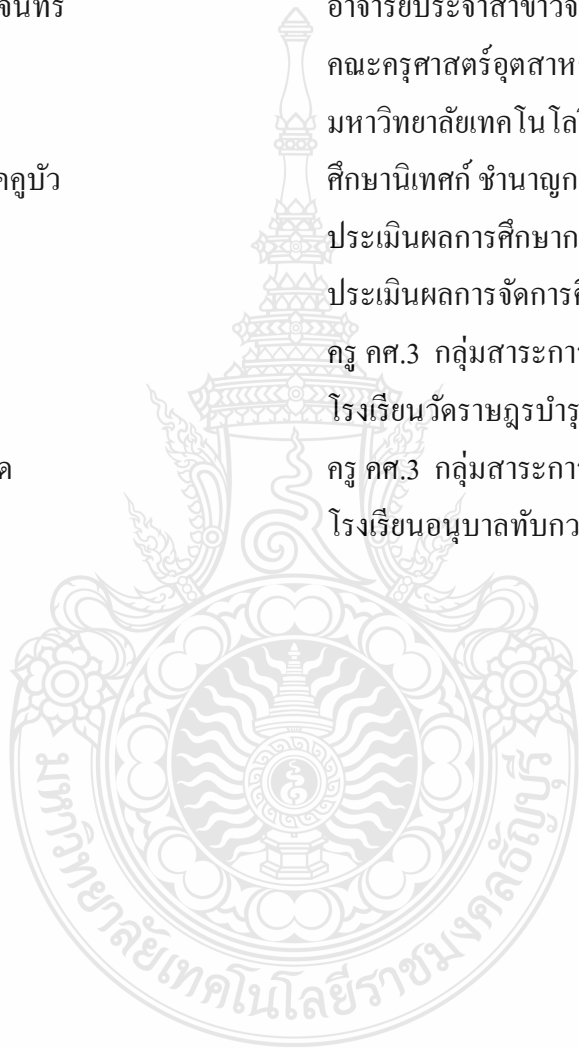 จันทร์ อาจารย์ประจำสาขาวิจ
คณะครุศาสตร์อุตสาห
มหาวิทยาลัยเทคโนโล
คคูบัว ศึกษานิเทศก์ ชำนาญก
ประเมินผลการศึกษาก
ประเมินผลการจัดการศึ
ครู คศ.3 กลุ่มสาระการ
โรงเรียนวัดราษฎรบำรุ
ด ครู คศ.3 กลุ่มสาระการ
โรงเรียนอนุบาลทับกว
มหาวิทยาลัยเทคโนโลยีราชมงคลธัญบุรี